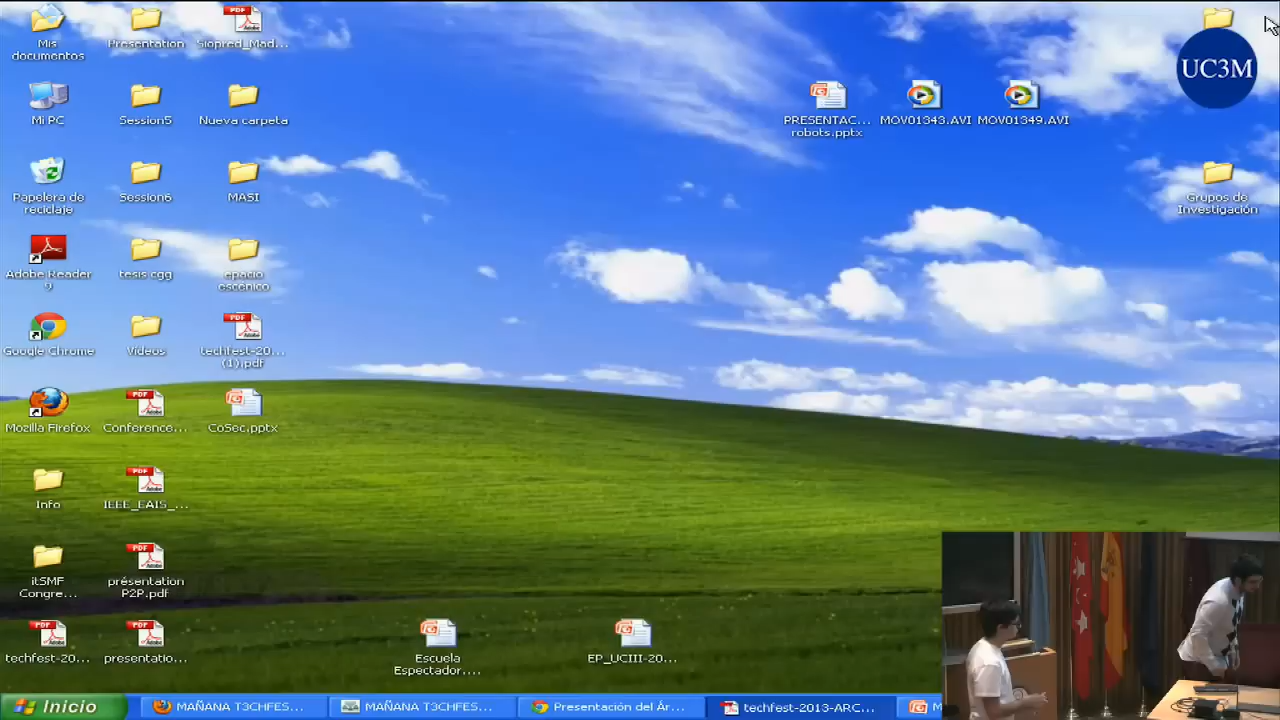 Mis
documentos
Presentation
Siopred_Mad...
UC3M
Mi PC
Session5
Nueva carpeta
PRESENTAC...
robots.pptx
MOV01343.AVI
MOV01349.AVI
Papelera de
reciclaje
Session6
MASI
Grupos de
Investigación
Adobe Reader
9
tesis cgg
epacio
escénico
Google Chrome
Videos
techfest-20...
(1).pdf
Mozilla Firefox
Conference...
CoSec.pptx
Info
IEEE_EAIS_...
itSMF
Congre...
présentation
P2P.pdf
techfest-20...
presentatio...
Escuela
Espectador....
EP_UCIII-20...
Inicio
MAÑANA T3CHFES...
MAÑANA T3CHFES...
Presentación del Ár...
techfest-2013-ARC...